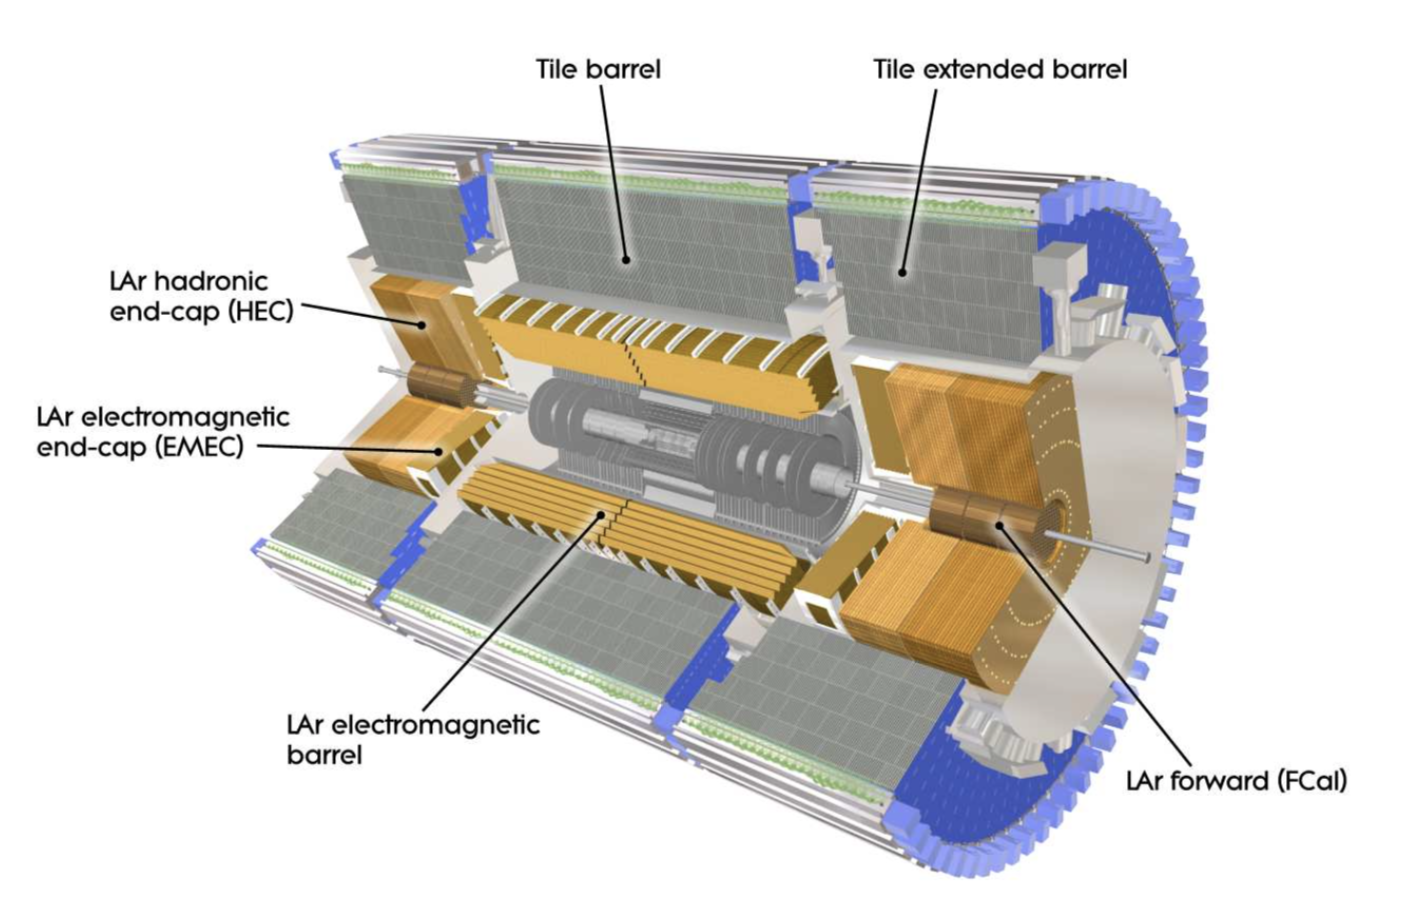 Tile barrel
Tile extended barrel
LAr hadronic
end-cap (HEC)
LAr electromagnetic
end-cap (EMEC)
LAr electromagnetic
barrel
LAr forward (FCal)